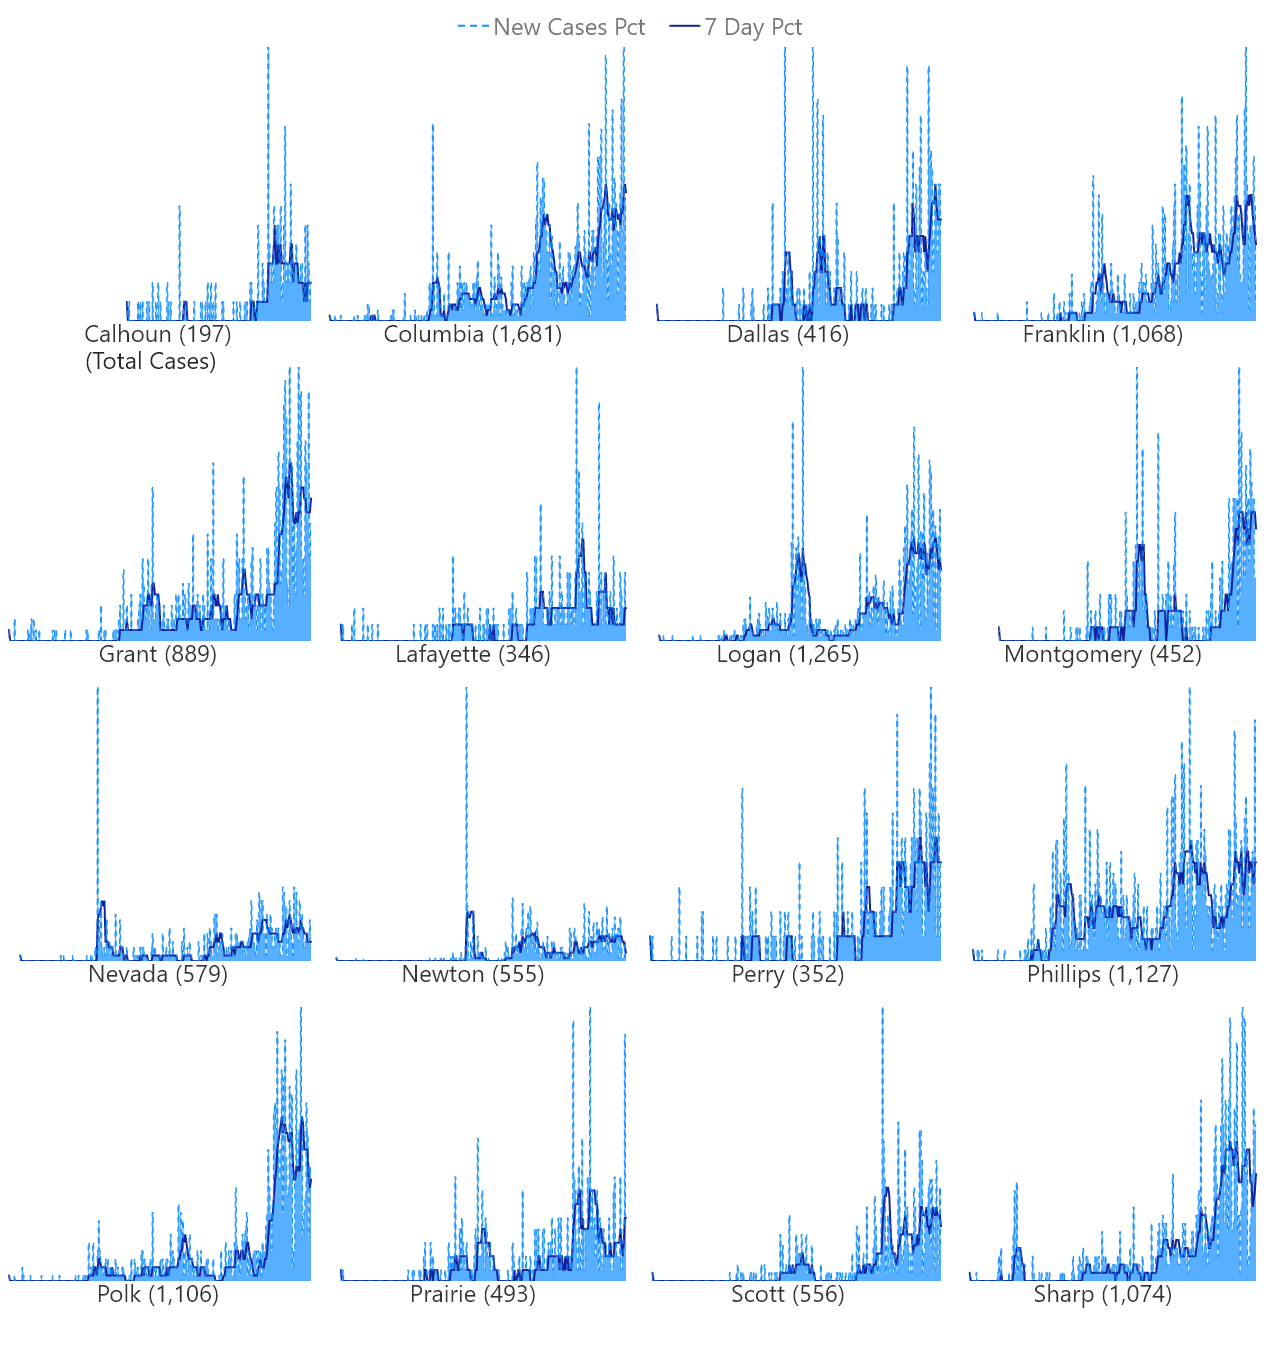 New Cases Pct 7 Day Pct
Calhoun (197) Columbia (1,681) Dallas (416) Franklin (1,068)
(Total Cases)
Grant (889) Lafayette (346) Logan (1,265) Montgomery (452)
Nevada (579) Newton (555) Perry (352) Phillips (1,127)
Polk (1,106) Prairie (493) Scott (556) Sharp (1,074)